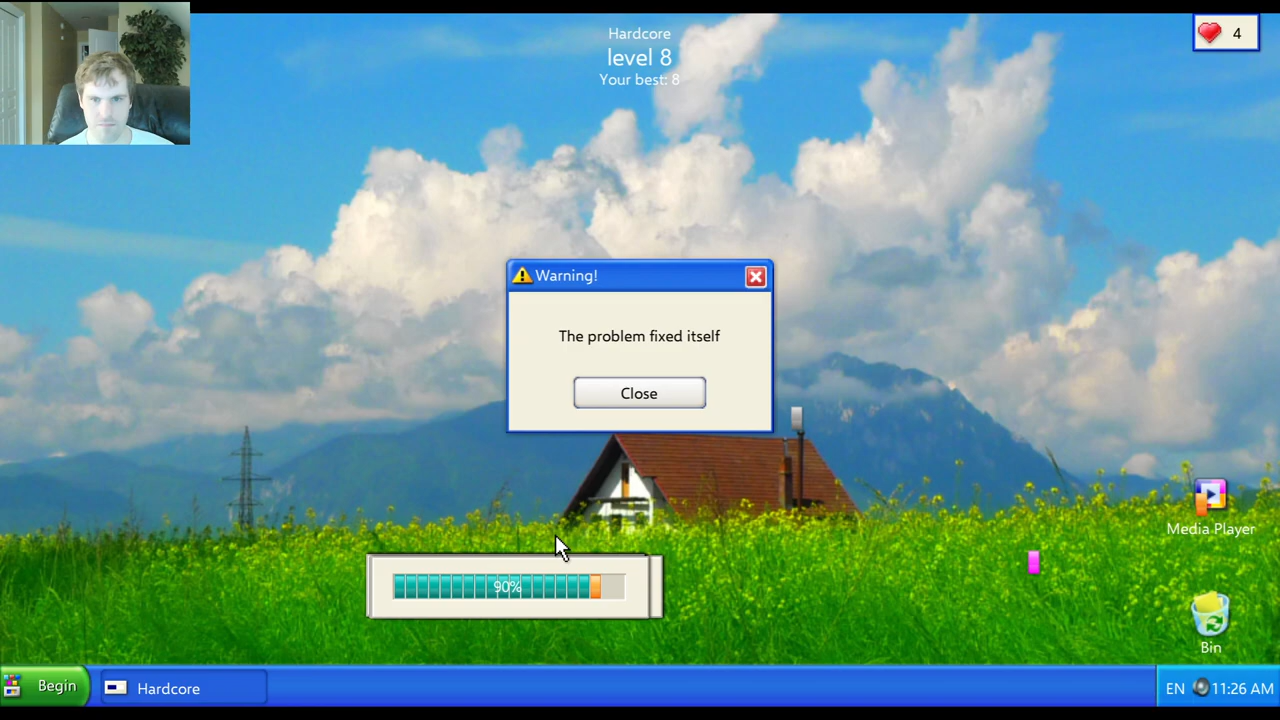 Hardcore
level 8
Your best: 8
4
Warning!
The problem fixed itself
Close
90%
Media Player
Bin
Begin
Hardcore
EN 11:26 AM